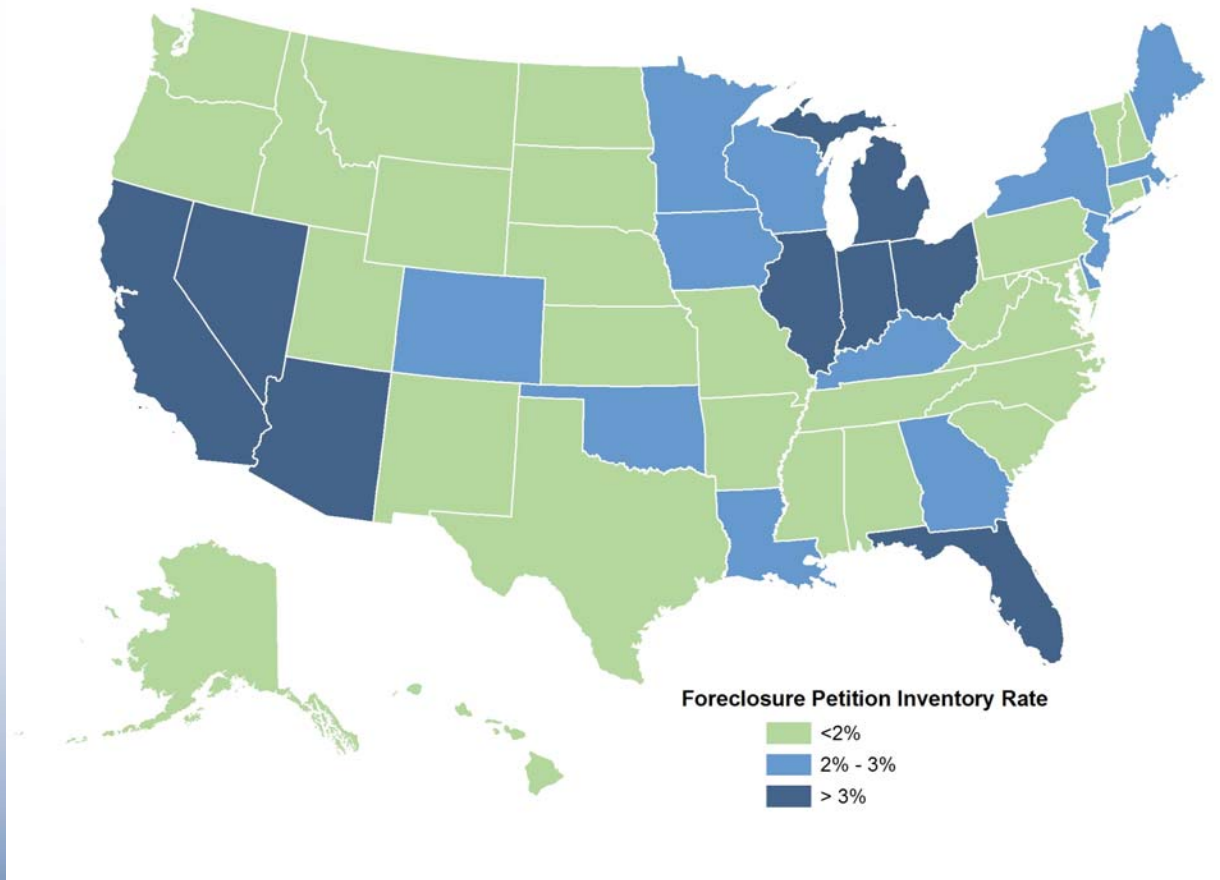 Foreclosure Petition Inventory Rate
<2%
2% - 3%
> 3%